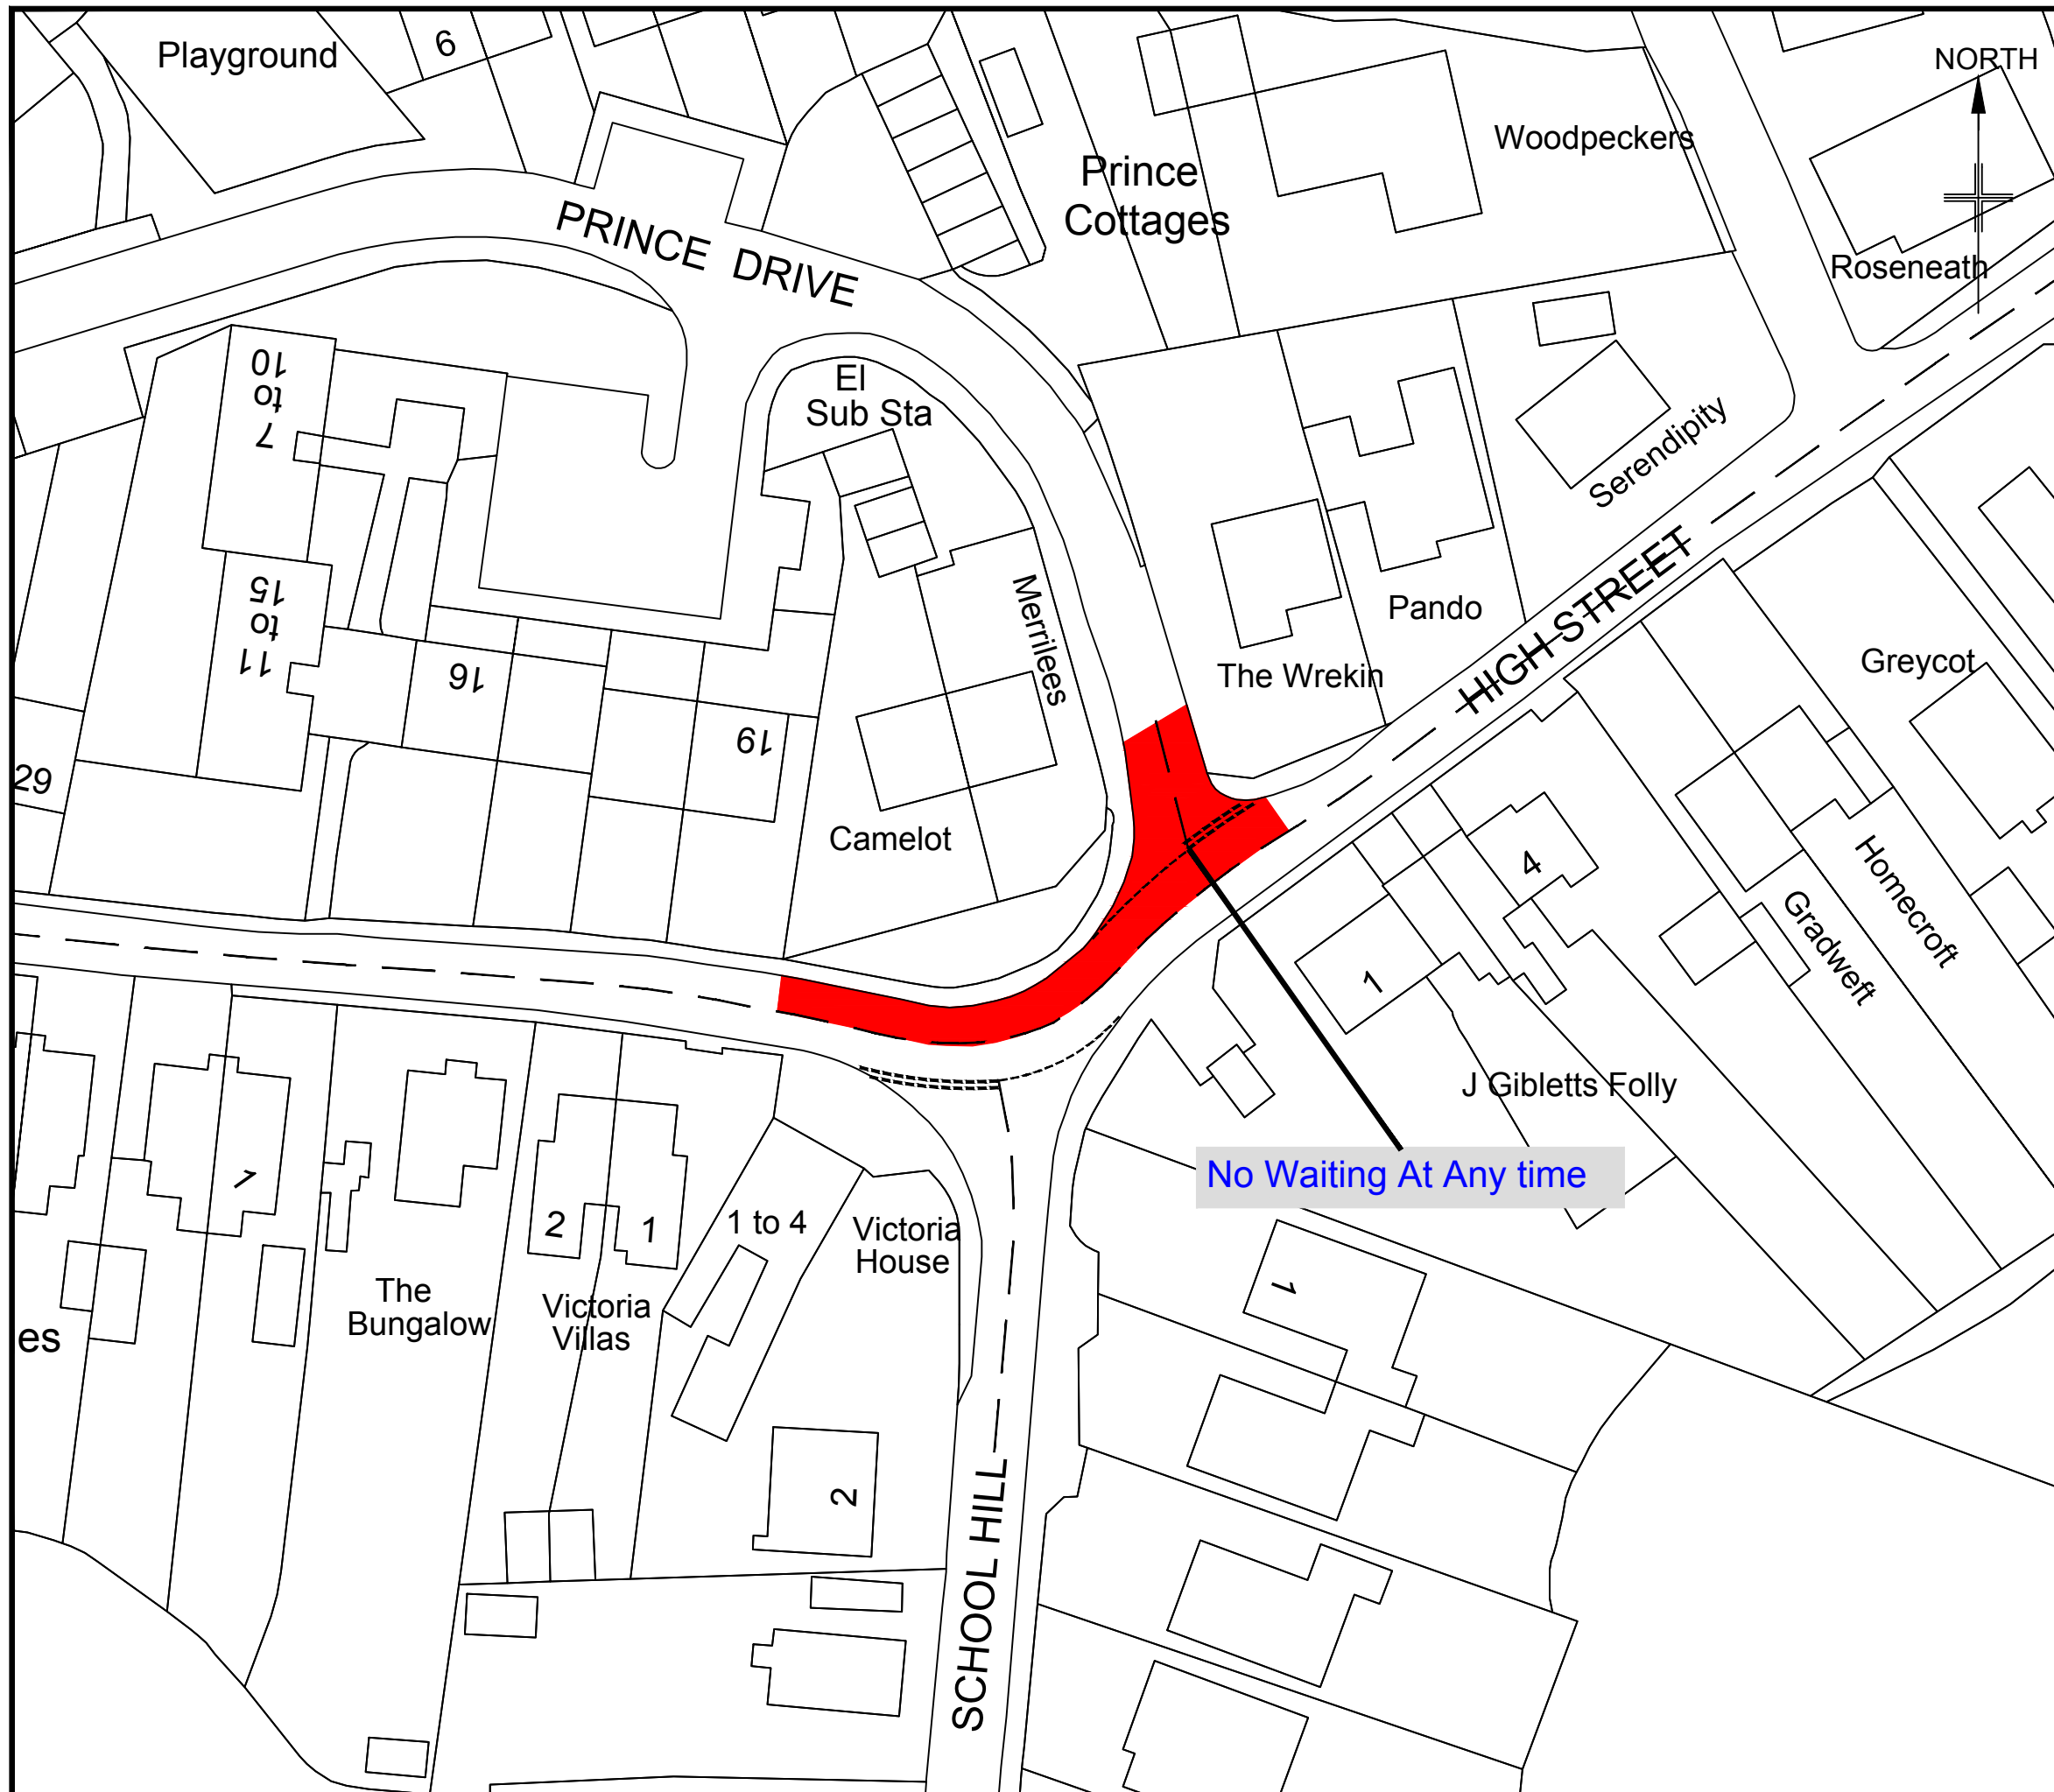 Playground
6
NORTH
Woodpeckers
Prince
Cottages
PRINCE DRIVE
Roseneath
10
to
7
El
Sub Sta
Serendipity
HIGH STREET
15
to
11
Merrilees
Pando
The Wrekin
Greycot
16
19
29
Camelot
4
Homecroft
Gradweft
1
J Gibletts Folly
No Waiting At Any time
1
2
1
1 to 4
Victoria
House
The
Bungalow
Victoria
Villas
1
es
2
SCHOOL HILL